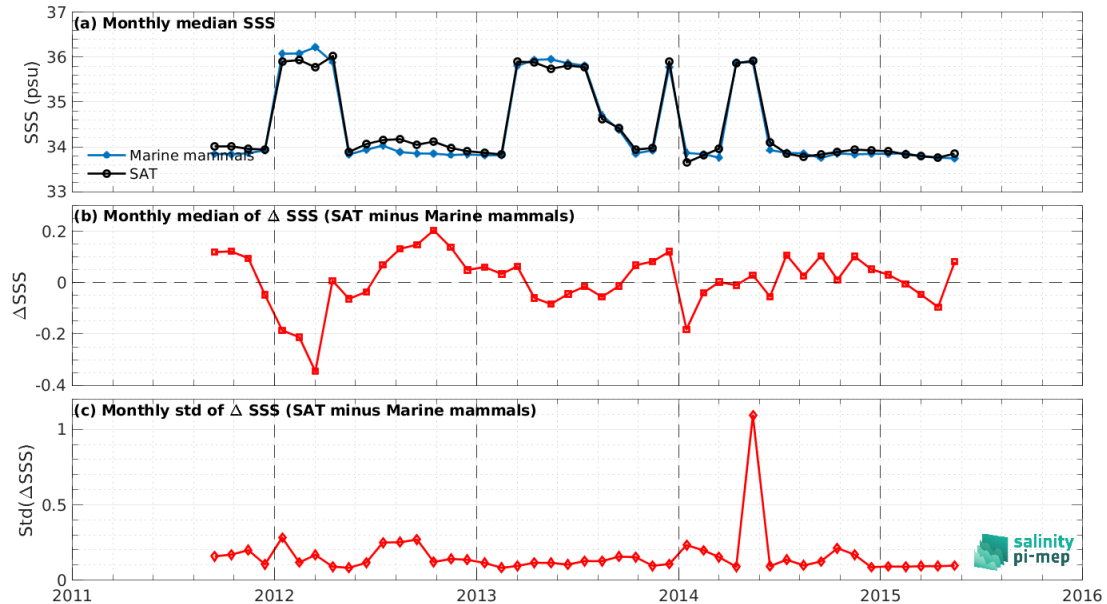 (a) Monthly median SSS
37
36
35
34
33
SSS (psu)
Marine mammals
SAT
(b) Monthly median of Δ SSS (SAT minus Marine mammals)
0.2
0
-0.2
-0.4
ΔSSS
(c) Monthly std of Δ SSS (SAT minus Marine mammals)
1
0.5
0
Std(ΔSSS)
salinity
pi-mep
2011 2012 2013 2014 2015 2016